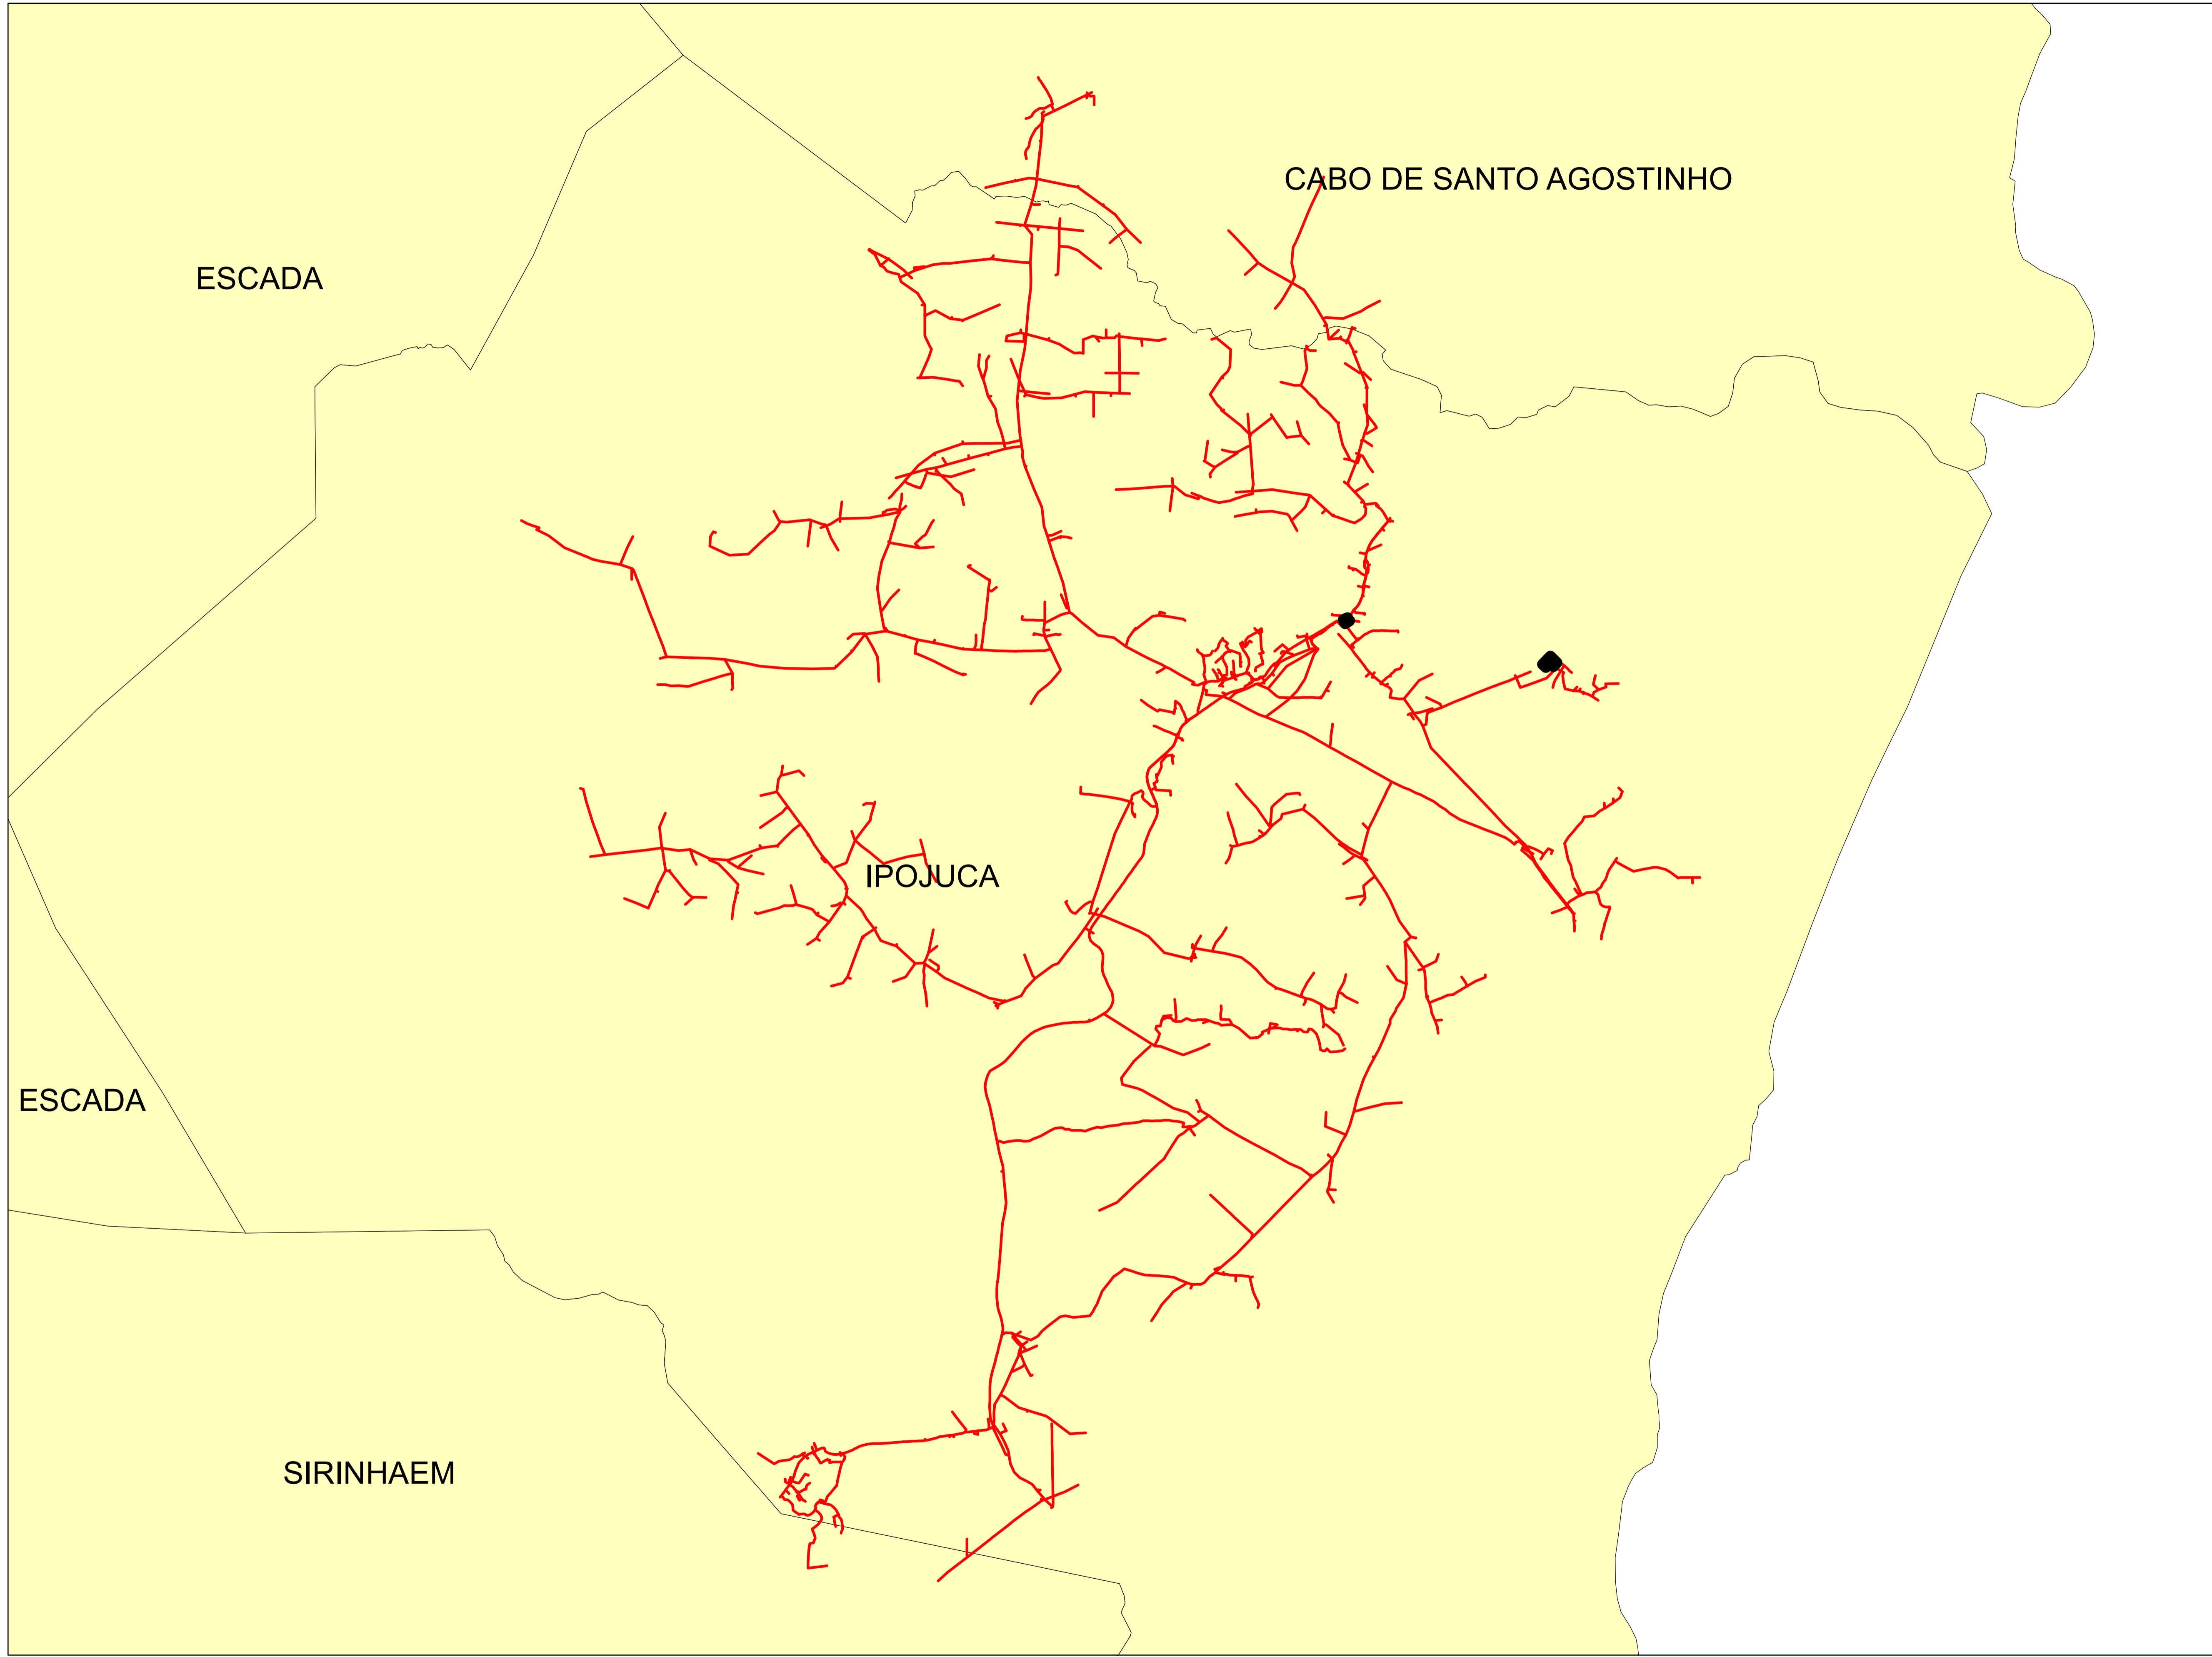 CABO DE SANTO AGOSTINHO
ESCADA
IPOJUCA
ESCADA
SIRINHAEM